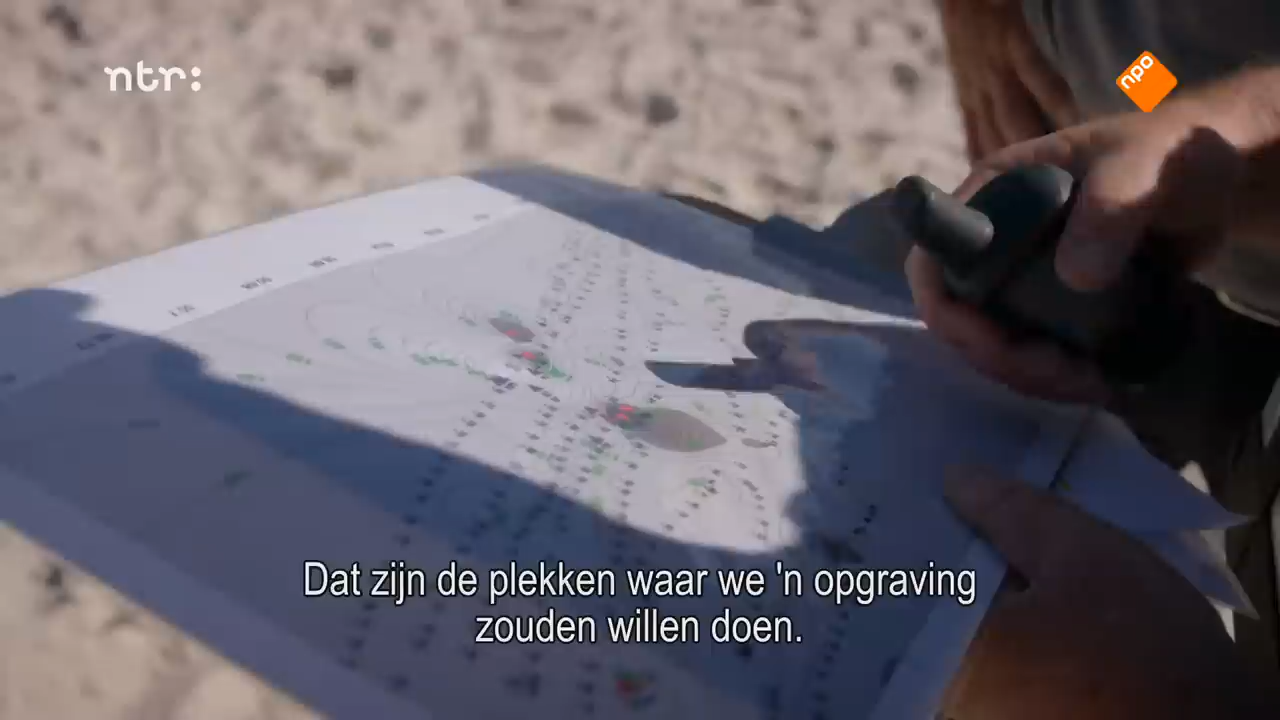 ntr:
npo
Dat zijn de plekken waar we 'n opgraving
zouden willen doen.